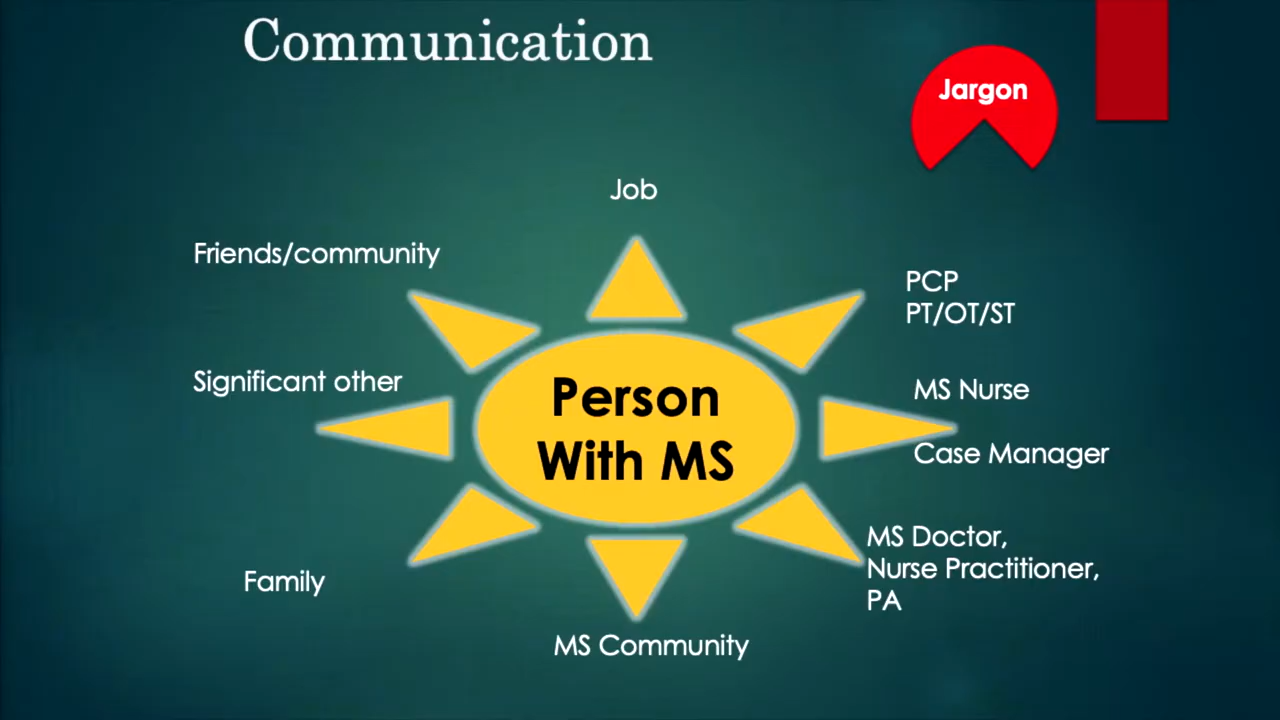 Communication
Jargon
Job
Friends/community
PCP
PT/OT/ST
Significant other
MS Nurse
Person
With MS
Case Manager
MS Doctor,
Nurse Practitioner,
PA
Family
MS Community